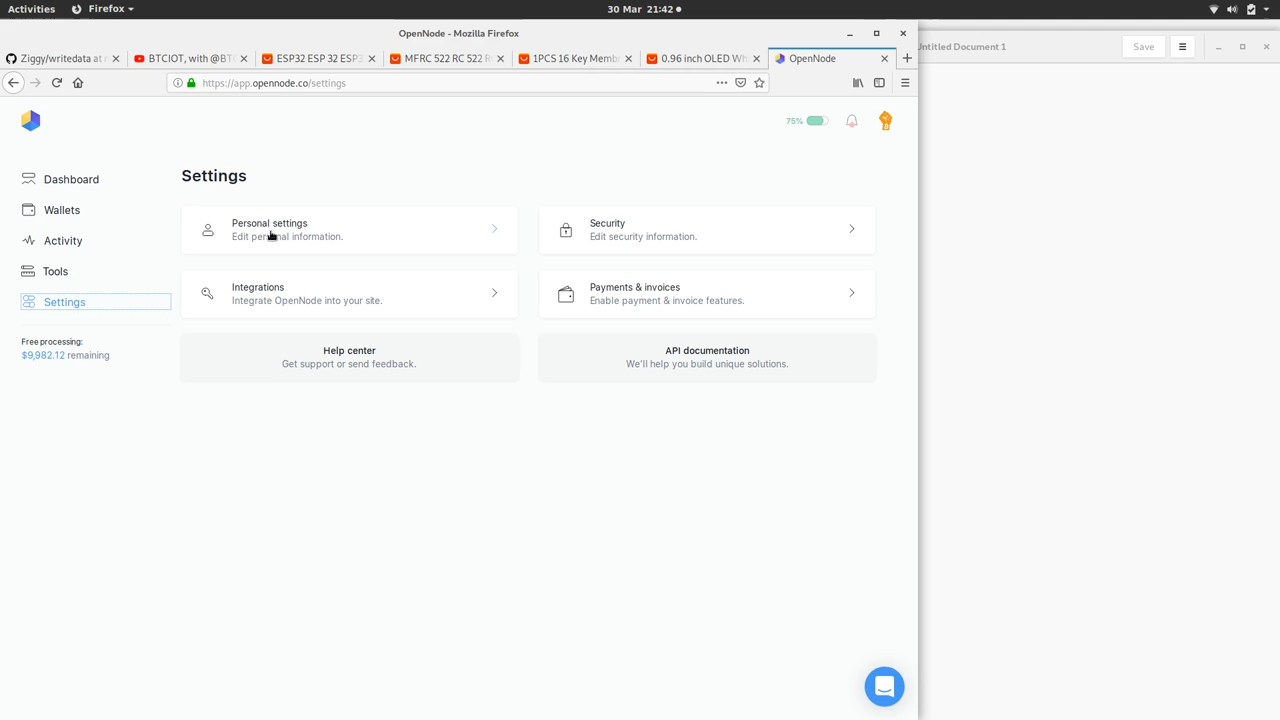 Activities
Firefox
30 Mar 21:42
OpenNode - Mozilla Firefox
Untitled Document 1
Save
Ziggy/writedata at
BTCIOT, with @BT
ESP32 ESP 32 ESP3
MFRC 522 RC 522
1PCS 16 Key Memb
0.96 inch OLED
OpenNode
https://app.opennode.co/settings
75%
Dashboard
Wallets
Activity
Tools
Settings
Free processing:
$9,982.12 remaining
Settings
Personal settings
Edit personal information.
Security
Edit security information.
Integrations
Integrate OpenNode into your site.
Payments & invoices
Enable payment & invoice features.
Help center
Get support or send feedback.
API documentation
We'll help you build unique solutions.